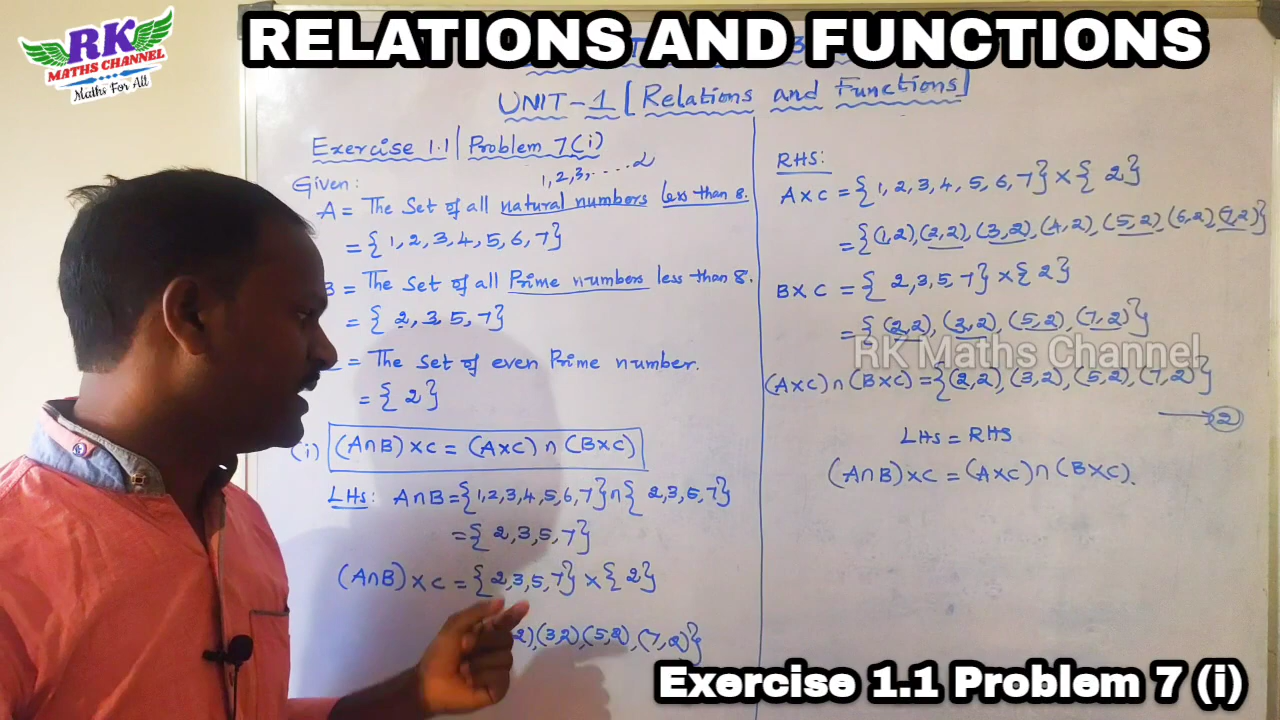 RK
MATHS CHANNEL
Maths For All
RELATIONS AND FUNCTIONS
UNIT-1 [Relations and Functions]
Exercise 1.1 | Problem 7(i)
1, 2, 3, .....∞
Given:
A = The Set of all natural numbers less than 8.
= {1, 2, 3, 4, 5, 6, 7}
B = The Set of all Prime numbers less than 8.
= {2, 3, 5, 7}
= The Set of even Prime number.
= {2}
(i) (A∩B)×C = (A×C)∩(B×C)
LHS: A∩B = {1,2,3,4,5,6,7}∩{2,3,5,7}
= {2,3,5,7}
(A∩B)×C = {2,3,5,7}×{2}
2),(3,2)(5,2),(7,2)}
RHS:
A×C = {1, 2, 3, 4, 5, 6, 7}×{2}
= {(1,2),(2,2),(3,2),(4,2),(5,2)(6,2)(7,2)}
B×C = {2,3,5 7}×{2}
= {(2,2),(3,2),(5,2),(7,2)}
RK Maths Channel
(A×C)∩(B×C) = {(2,2),(3,2),(5,2),(7,2)}
→②
LHS = RHS
(A∩B)×C = (A×C)∩(B×C).
Exercise 1.1 Problem 7 (i)